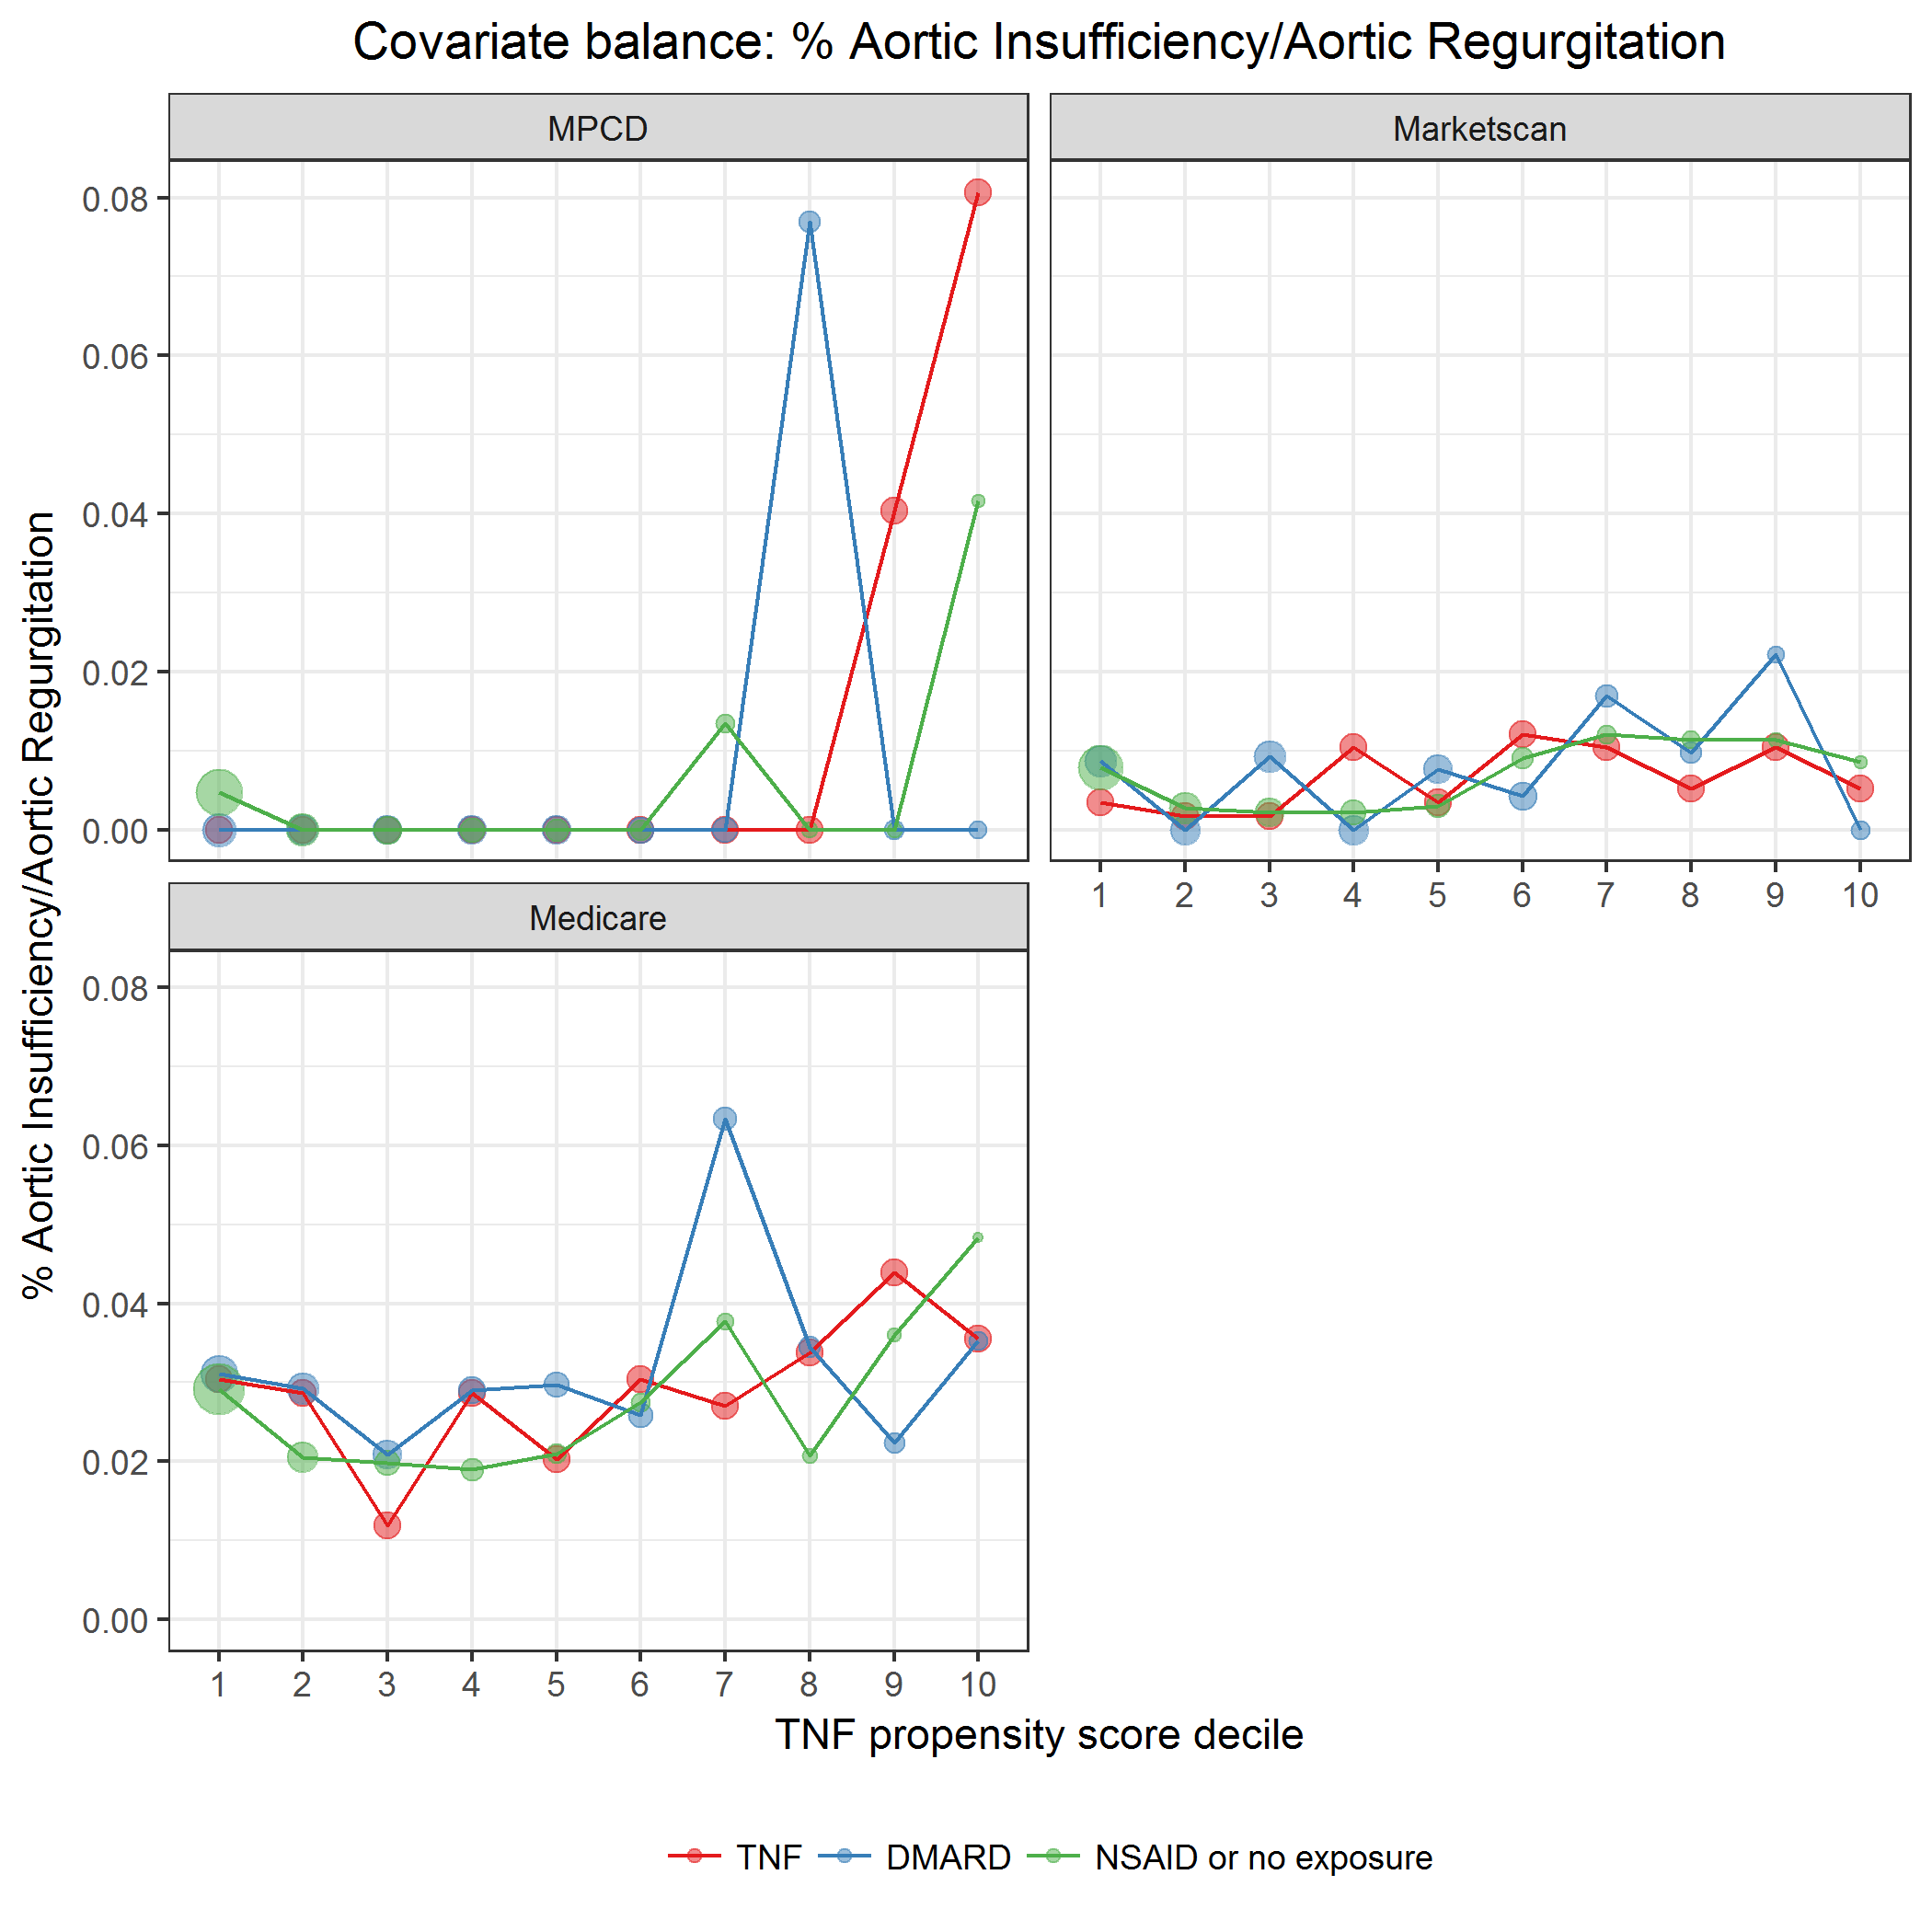 Covariate balance: % Aortic Insufficiency/Aortic Regurgitation
MPCD
Marketscan
0.08
0.06
0.04
0.02
0.00
1 2 3 4 5 6 7 8 9 10
Medicare
0.08
0.06
0.04
0.02
0.00
1 2 3 4 5 6 7 8 9 10
% Aortic Insufficiency/Aortic Regurgitation
TNF propensity score decile
TNF DMARD NSAID or no exposure